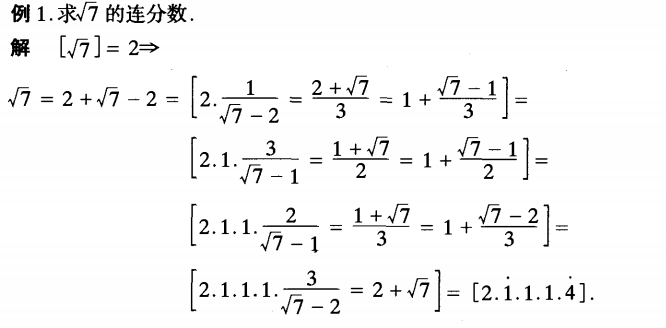 例1.求√7的连分数.
解 [√7]= 2⇒
√7 = 2 + √7 − 2 = [2. 1/(√7 − 2) = (2 + √7)/3 = 1 + (√7 − 1)/3] =
[2.1. 3/(√7 − 1) = (1 + √7)/2 = 1 + (√7 − 1)/2] =
[2.1.1. 2/(√7 − 1) = (1 + √7)/3 = 1 + (√7 − 2)/3] =
[2.1.1.1. 3/(√7 − 2) = 2 + √7] = [2.1̇.1.1.4̇].